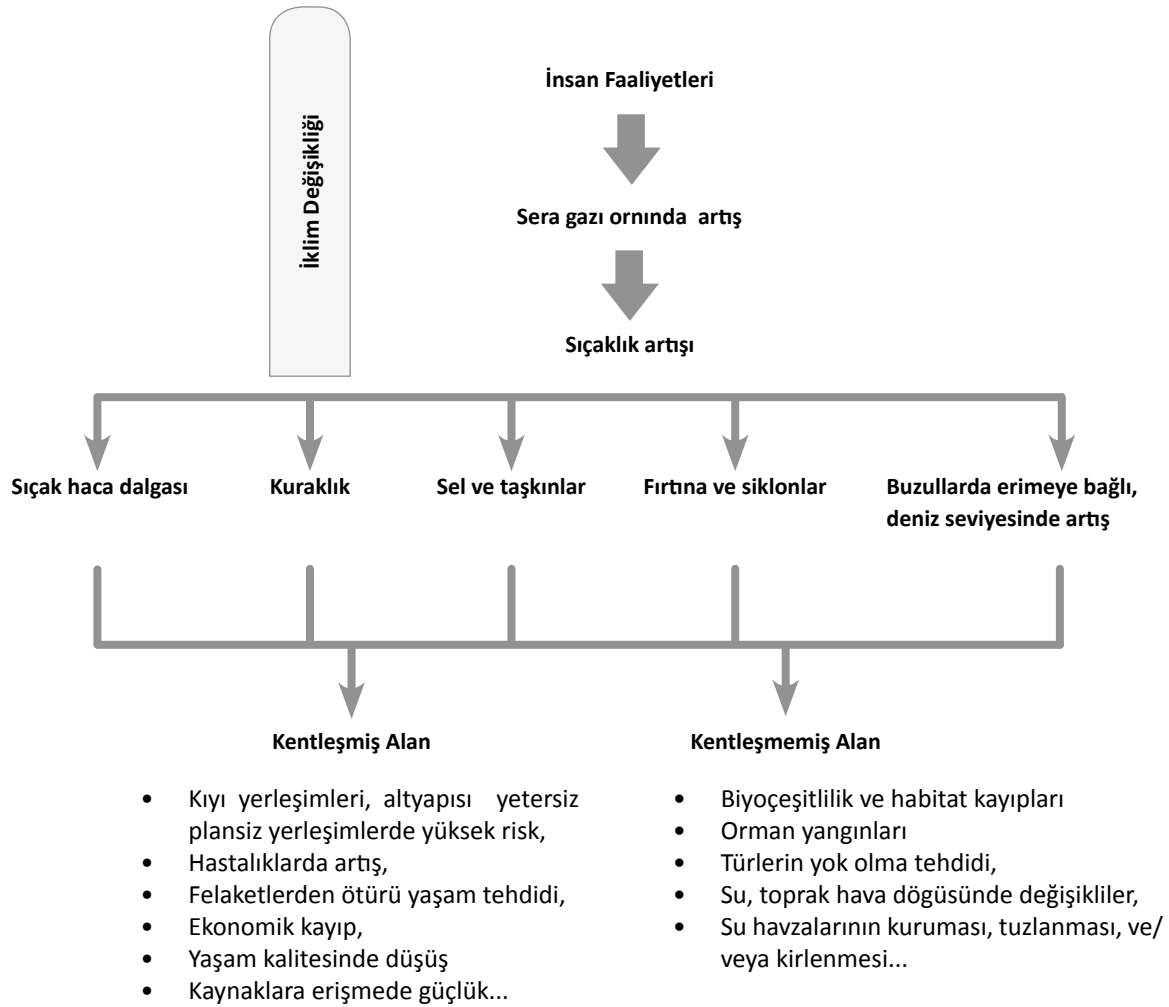 İklim Değişikliği
İnsan Faaliyetleri
Sera gazı ornında artış
Sıçaklık artışı
Sıçak haca dalgası
Kuraklık
Sel ve taşkınlar
Fırtına ve siklonlar
Buzullarda erimeye bağlı,
deniz seviyesinde artış
Kentleşmiş Alan
• Kıyı yerleşimleri, altyapısı yetersiz
plansiz yerleşimlerde yüksek risk,
• Hastalıklarda artış,
• Felaketlerden ötürü yaşam tehdidi,
• Ekonomik kayıp,
• Yaşam kalitesinde düşüş
• Kaynaklara erişmede güçlük...
Kentleşmemiş Alan
• Biyoçeşitlilik ve habitat kayıpları
• Orman yangınları
• Türlerin yok olma tehdidi,
• Su, toprak hava dögüsünde değişikliler,
• Su havzalarının kuruması, tuzlanması, ve/
veya kirlenmesi...